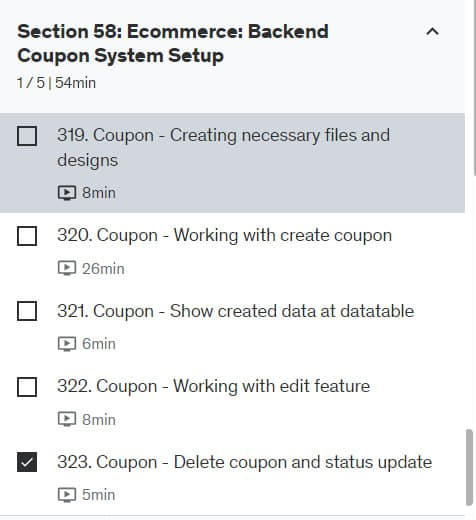 Section 58: Ecommerce: Backend
Coupon System Setup
1 / 5 | 54min
319. Coupon - Creating necessary files and
designs
8min
320. Coupon - Working with create coupon
26min
321. Coupon - Show created data at datatable
6min
322. Coupon - Working with edit feature
8min
323. Coupon - Delete coupon and status update
5min